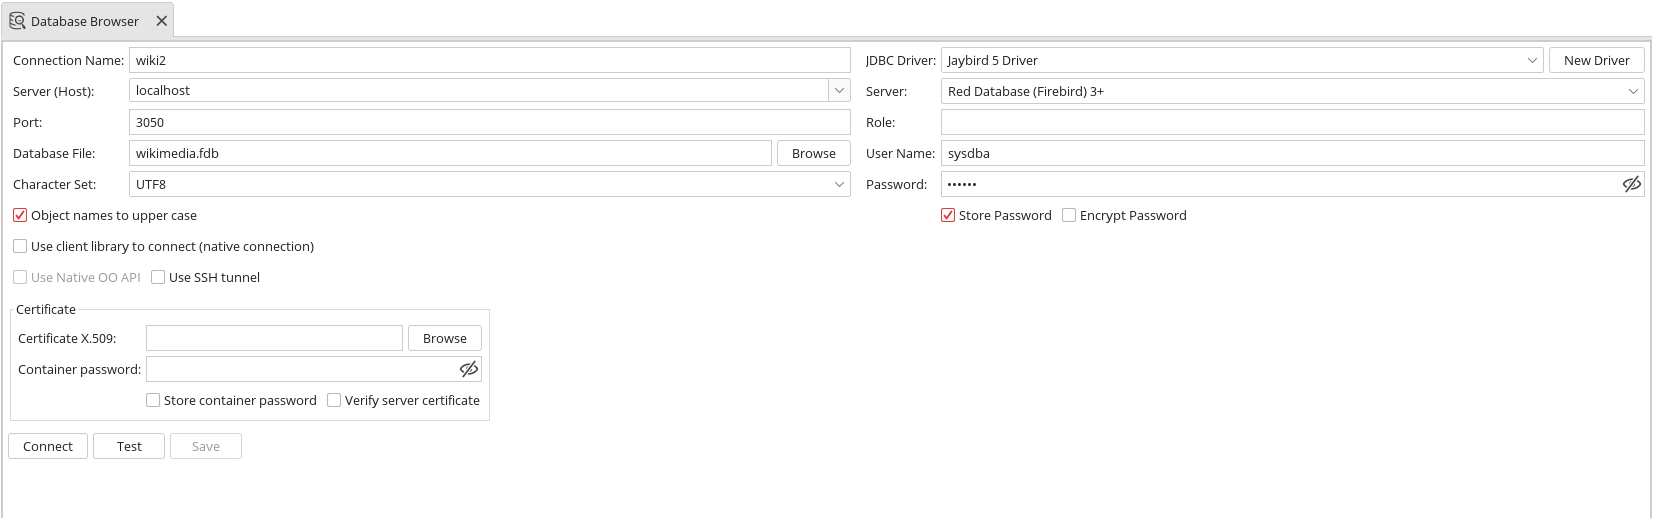 Database Browser
Connection Name: wiki2
JDBC Driver: Jaybird 5 Driver New Driver
Server (Host): localhost
Server: Red Database (Firebird) 3+
Port: 3050
Role:
Database File: wikimedia.fdb Browse
User Name: sysdba
Character Set: UTF8
Password: ••••••
Object names to upper case
Store Password Encrypt Password
Use client library to connect (native connection)
Use Native OO API Use SSH tunnel
Certificate
Certificate X.509: Browse
Container password:
Store container password Verify server certificate
Connect Test Save